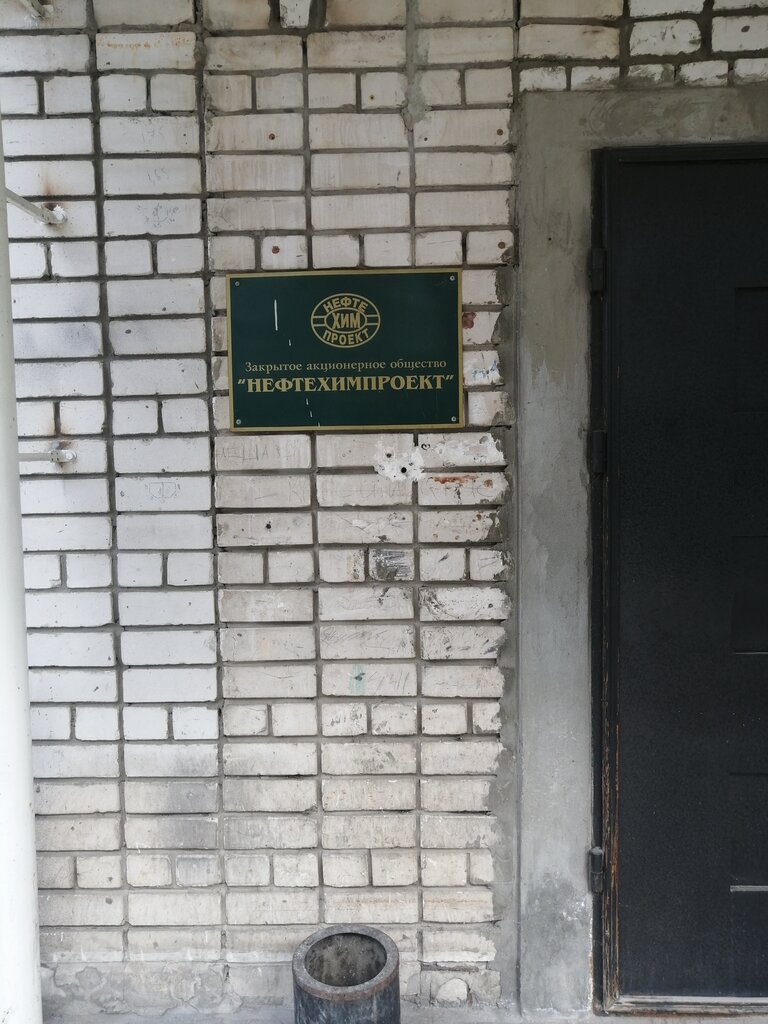 НЕФТЕ
ХИМ
ПРОЕКТ
Закрытое акционерное общество
"НЕФТЕХИМПРОЕКТ"